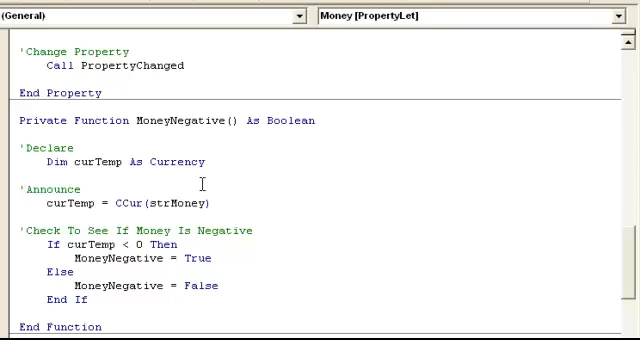 (General)
Money [PropertyLet]
'Change Property
Call PropertyChanged
End Property
Private Function MoneyNegative() As Boolean
'Declare
Dim curTemp As Currency
'Announce
curTemp = CCur(strMoney)
'Check To See If Money Is Negative
If curTemp < 0 Then
MoneyNegative = True
Else
MoneyNegative = False
End If
End Function